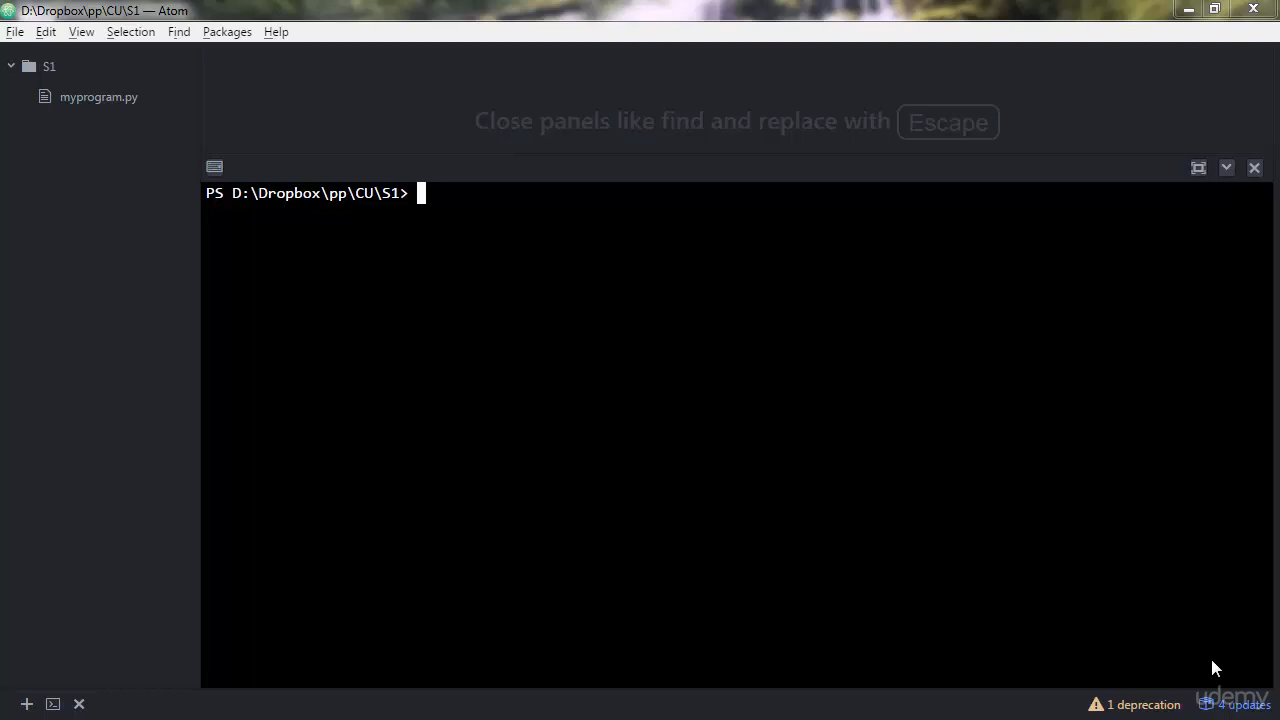 D:\Dropbox\pp\CU\S1 — Atom
File Edit View Selection Find Packages Help
S1
myprogram.py
Close panels like find and replace with Escape
PS D:\Dropbox\pp\CU\S1>
1 deprecation
4 updates
udemy